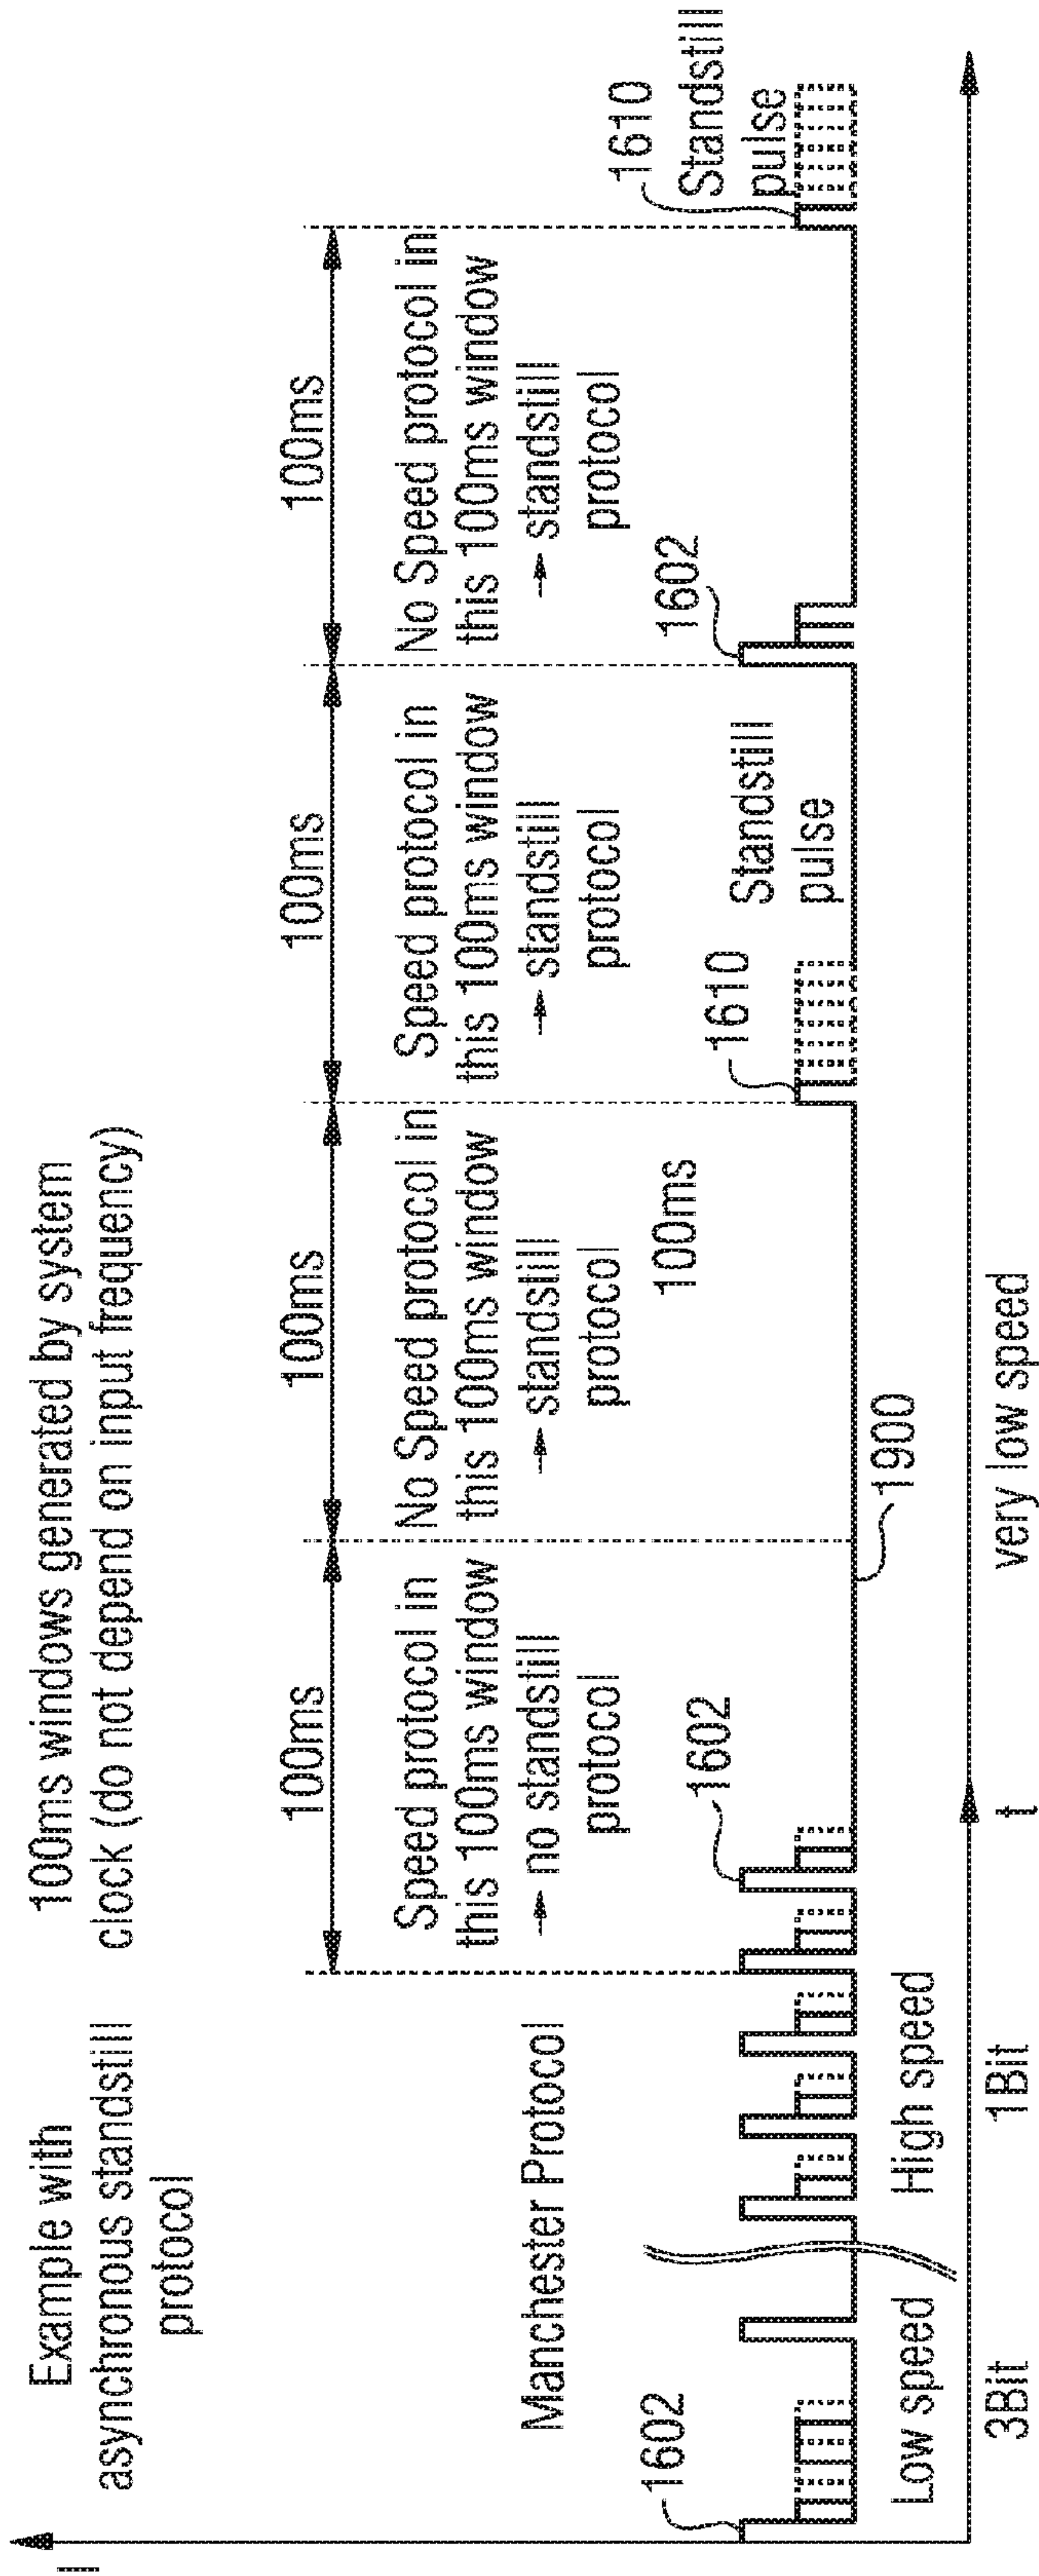 Example with
asynchronous standstill
protocol
100ms windows generated by system
clock (do not depend on input frequency)
I
100ms
100ms
100ms
100ms
Manchester Protocol
Speed protocol in
this 100ms window
→ no standstill
protocol
No Speed protocol in
this 100ms window
→ standstill
protocol
100ms
Speed protocol in
this 100ms window
→ standstill
protocol
No Speed protocol in
this 100ms window
→ standstill
protocol
1602
1602
1610
Standstill
pulse
1602
1610
Standstill
pulse
1900
Low speed
High speed
3Bit
1Bit
t
very low speed